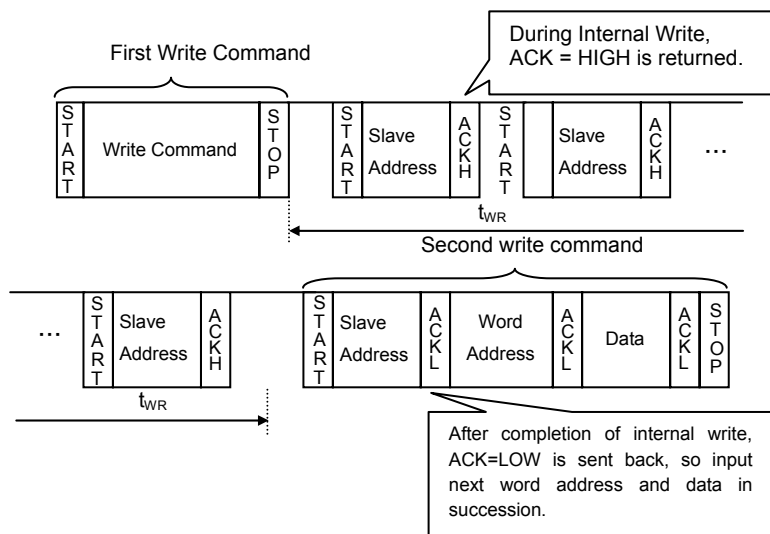 First Write Command
During Internal Write,
ACK = HIGH is returned.
START
Write Command
STOP
START
Slave
Address
ACKH
START
Slave
Address
ACKH
...
tWR
Second write command
...
START
Slave
Address
ACKH
START
Slave
Address
ACKL
Word
Address
ACKL
Data
ACKL
STOP
tWR
After completion of internal write,
ACK=LOW is sent back, so input
next word address and data in
succession.